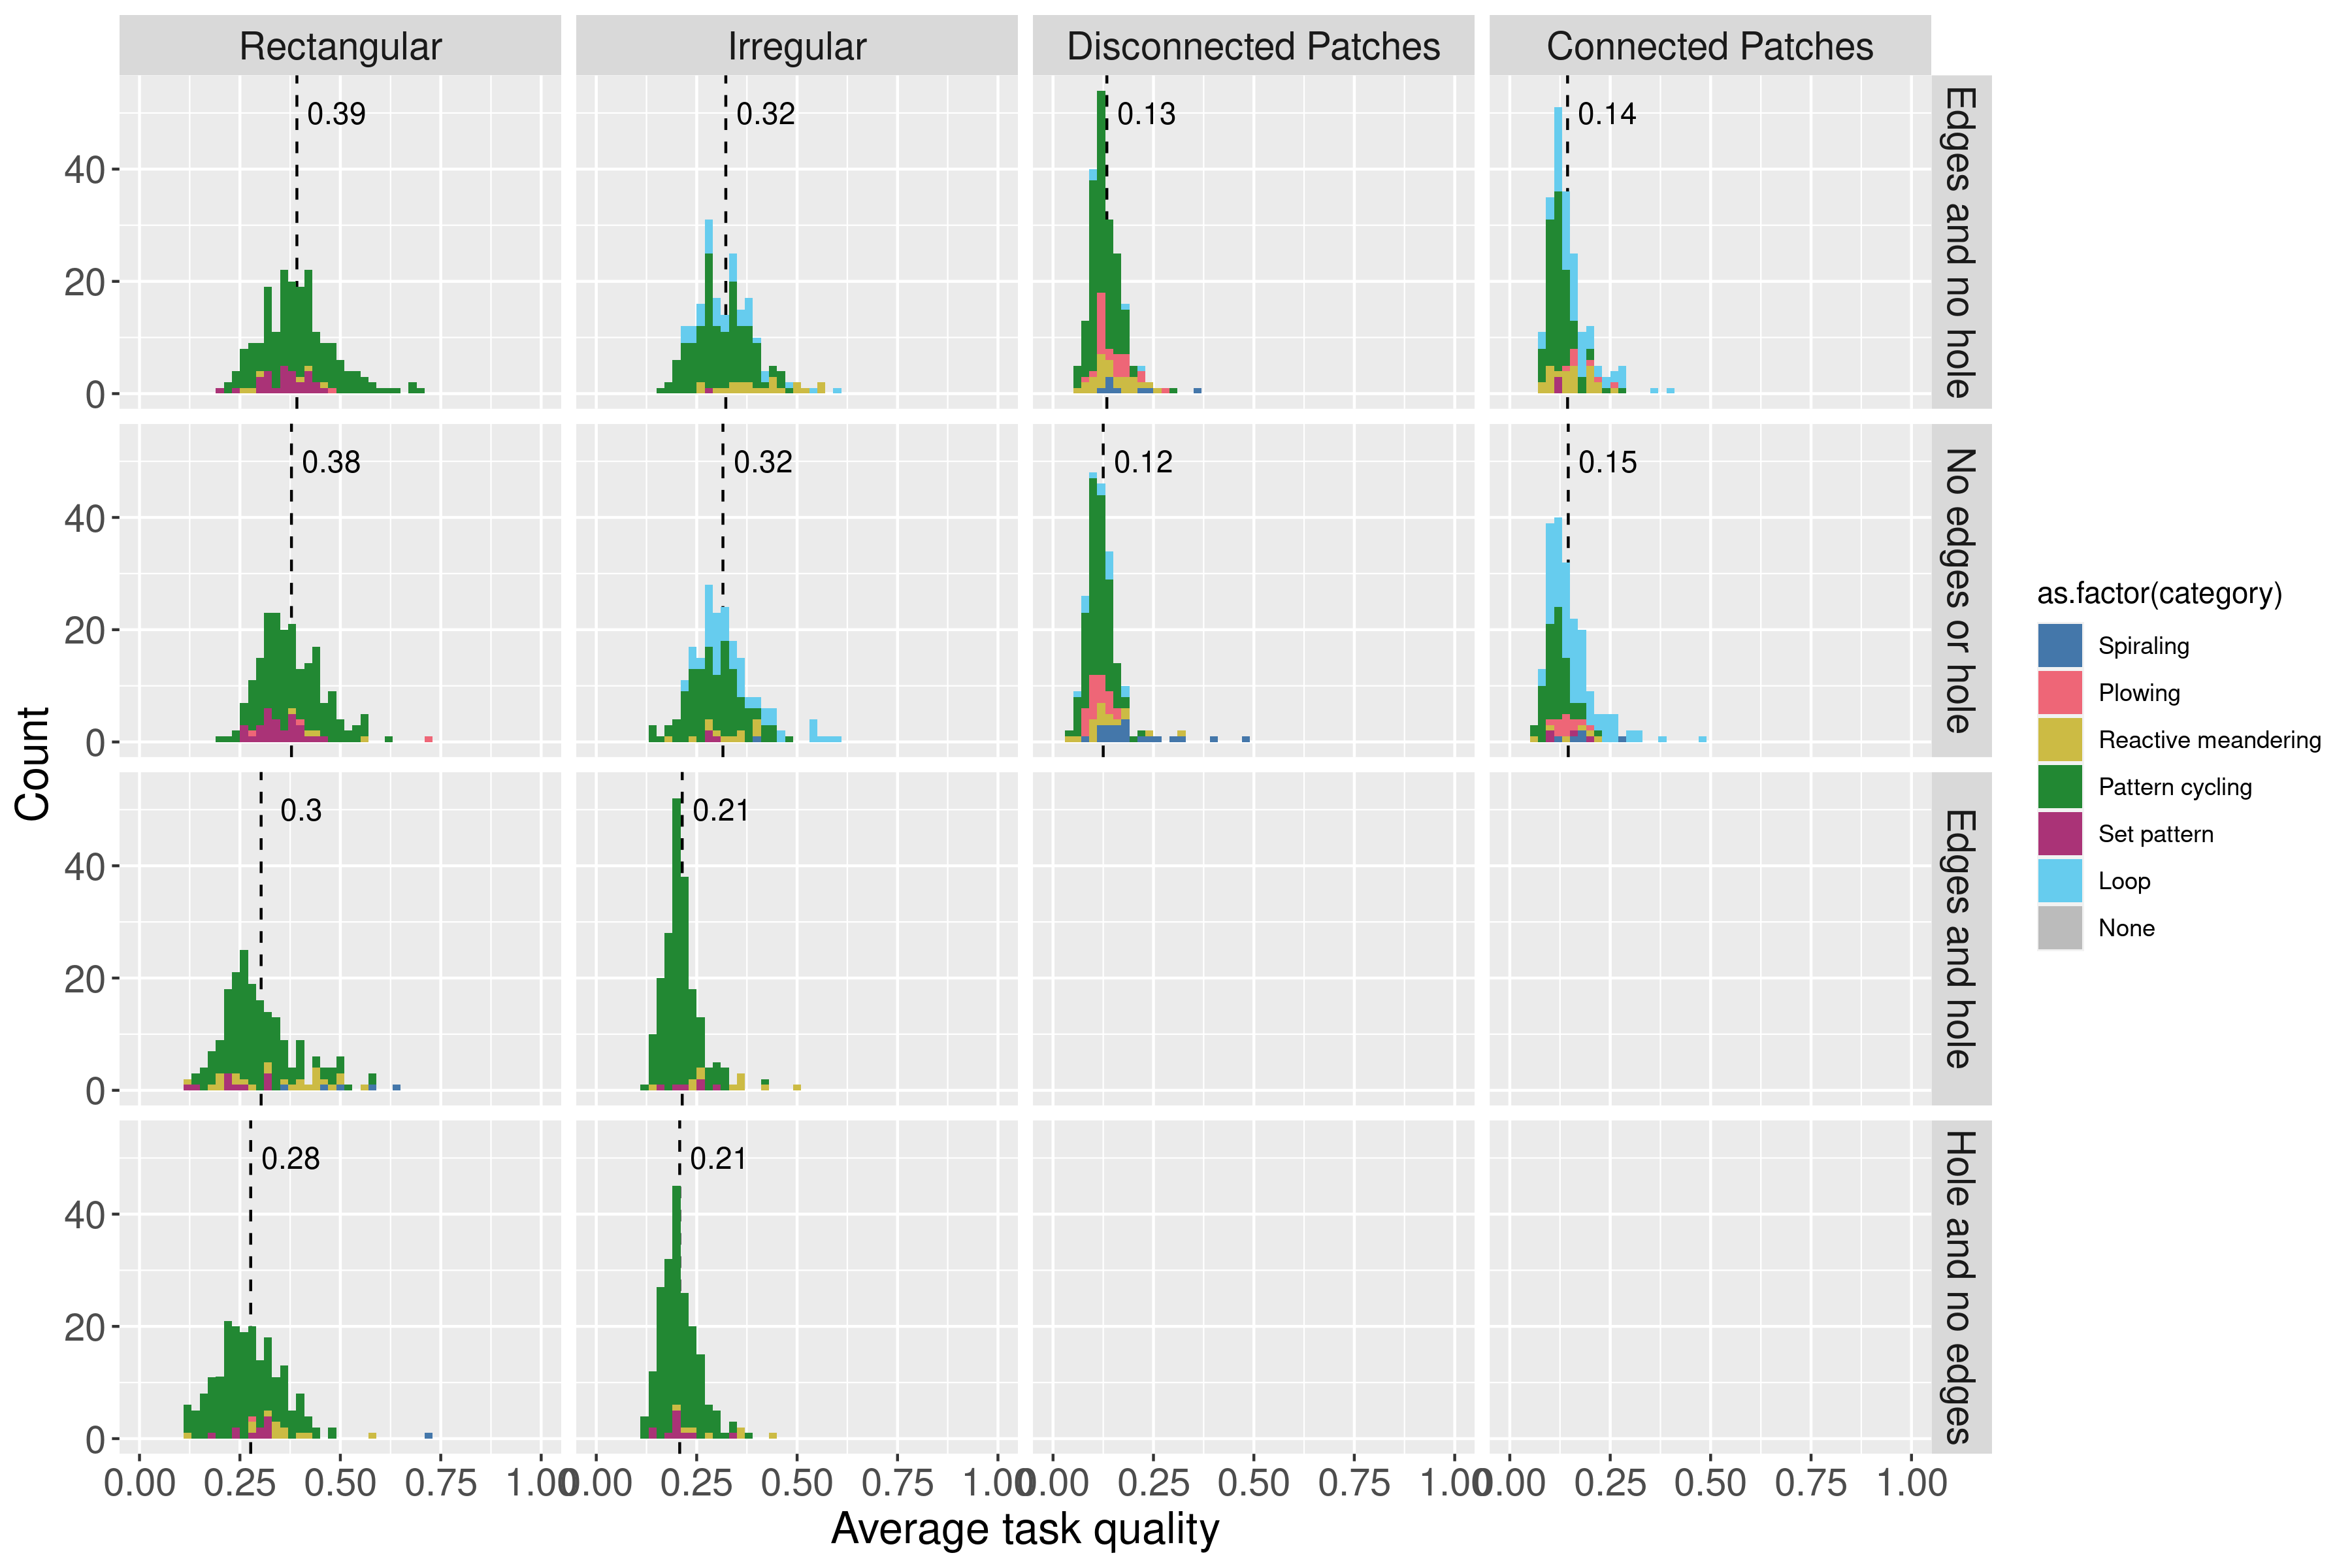 Rectangular
Irregular
Disconnected Patches
Connected Patches
0.39
0.32
0.13
0.14
Edges and no hole
40
20
0
0.38
0.32
0.12
0.15
No edges or hole
40
20
0
0.3
0.21
Edges and hole
40
20
0
0.28
0.21
Hole and no edges
40
20
0
0.00 0.25 0.50 0.75 1.00
0.00 0.25 0.50 0.75 1.00
0.00 0.25 0.50 0.75 1.00
0.00 0.25 0.50 0.75 1.00
Average task quality
Count
as.factor(category)
Spiraling
Plowing
Reactive meandering
Pattern cycling
Set pattern
Loop
None